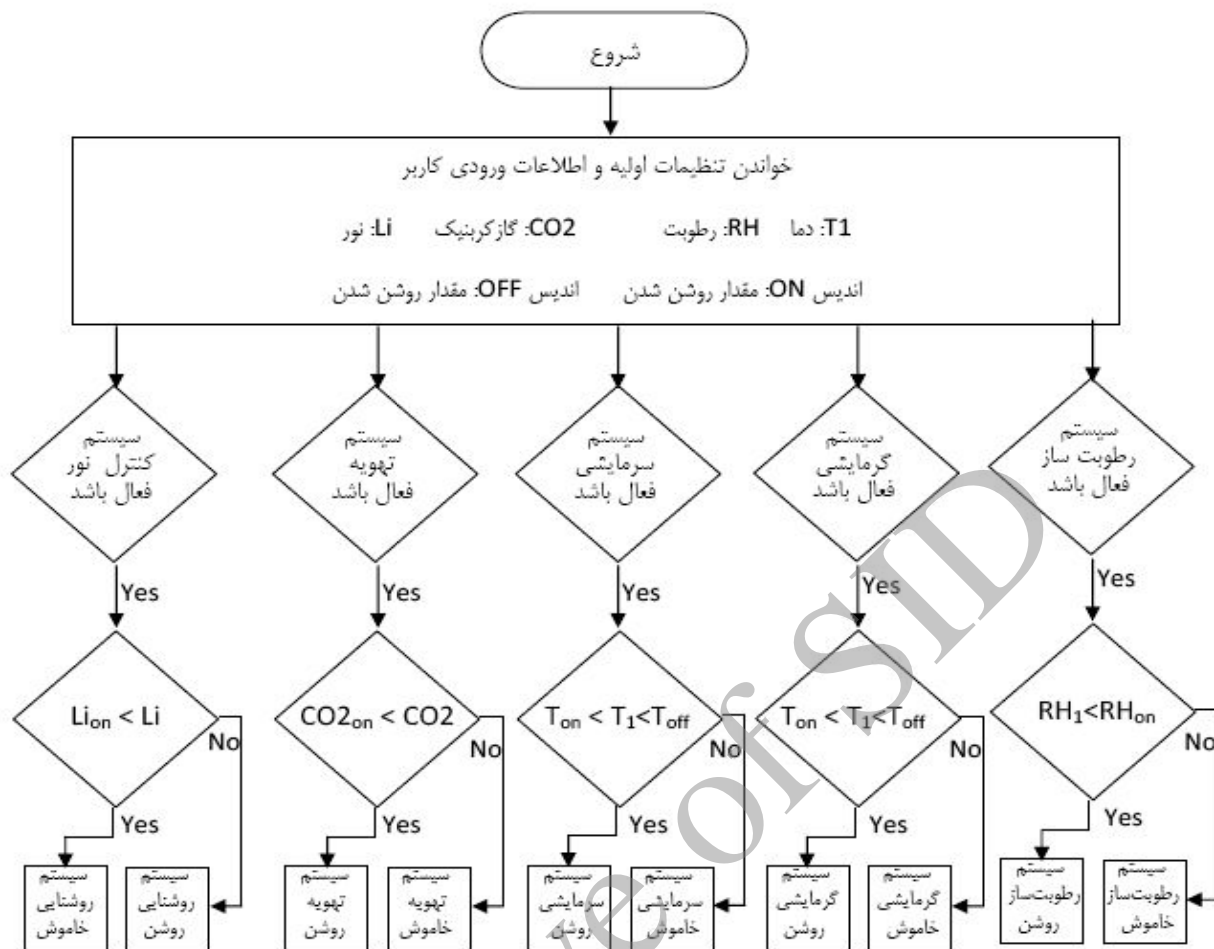 شروع
خواندن تنظیمات اولیه و اطلاعات ورودی کاربر
T1: دما RH: رطوبت CO2: گازکربنیک Li: نور
اندیس ON: مقدار روشن شدن اندیس OFF: مقدار روشن شدن
سیستم
رطوبت ساز
فعال باشد
سیستم
گرمایشی
فعال باشد
سیستم
سرمایشی
فعال باشد
سیستم
تهویه
فعال باشد
سیستم
کنترل نور
فعال باشد
Yes
Yes
Yes
Yes
Yes
RH₁<RHₒₙ
No
Tₒₙ < T₁<Tₒff
No
Tₒₙ < T₁<Tₒff
No
CO2ₒₙ < CO2
No
Liₒₙ < Li
No
Yes
Yes
Yes
Yes
Yes
سیستم
رطوبت‌ساز
خاموش
سیستم
رطوبت‌ساز
روشن
سیستم
گرمایشی
خاموش
سیستم
گرمایشی
روشن
سیستم
سرمایشی
خاموش
سیستم
سرمایشی
روشن
سیستم
تهویه
خاموش
سیستم
تهویه
روشن
سیستم
روشنایی
روشن
سیستم
روشنایی
خاموش
ve of SID